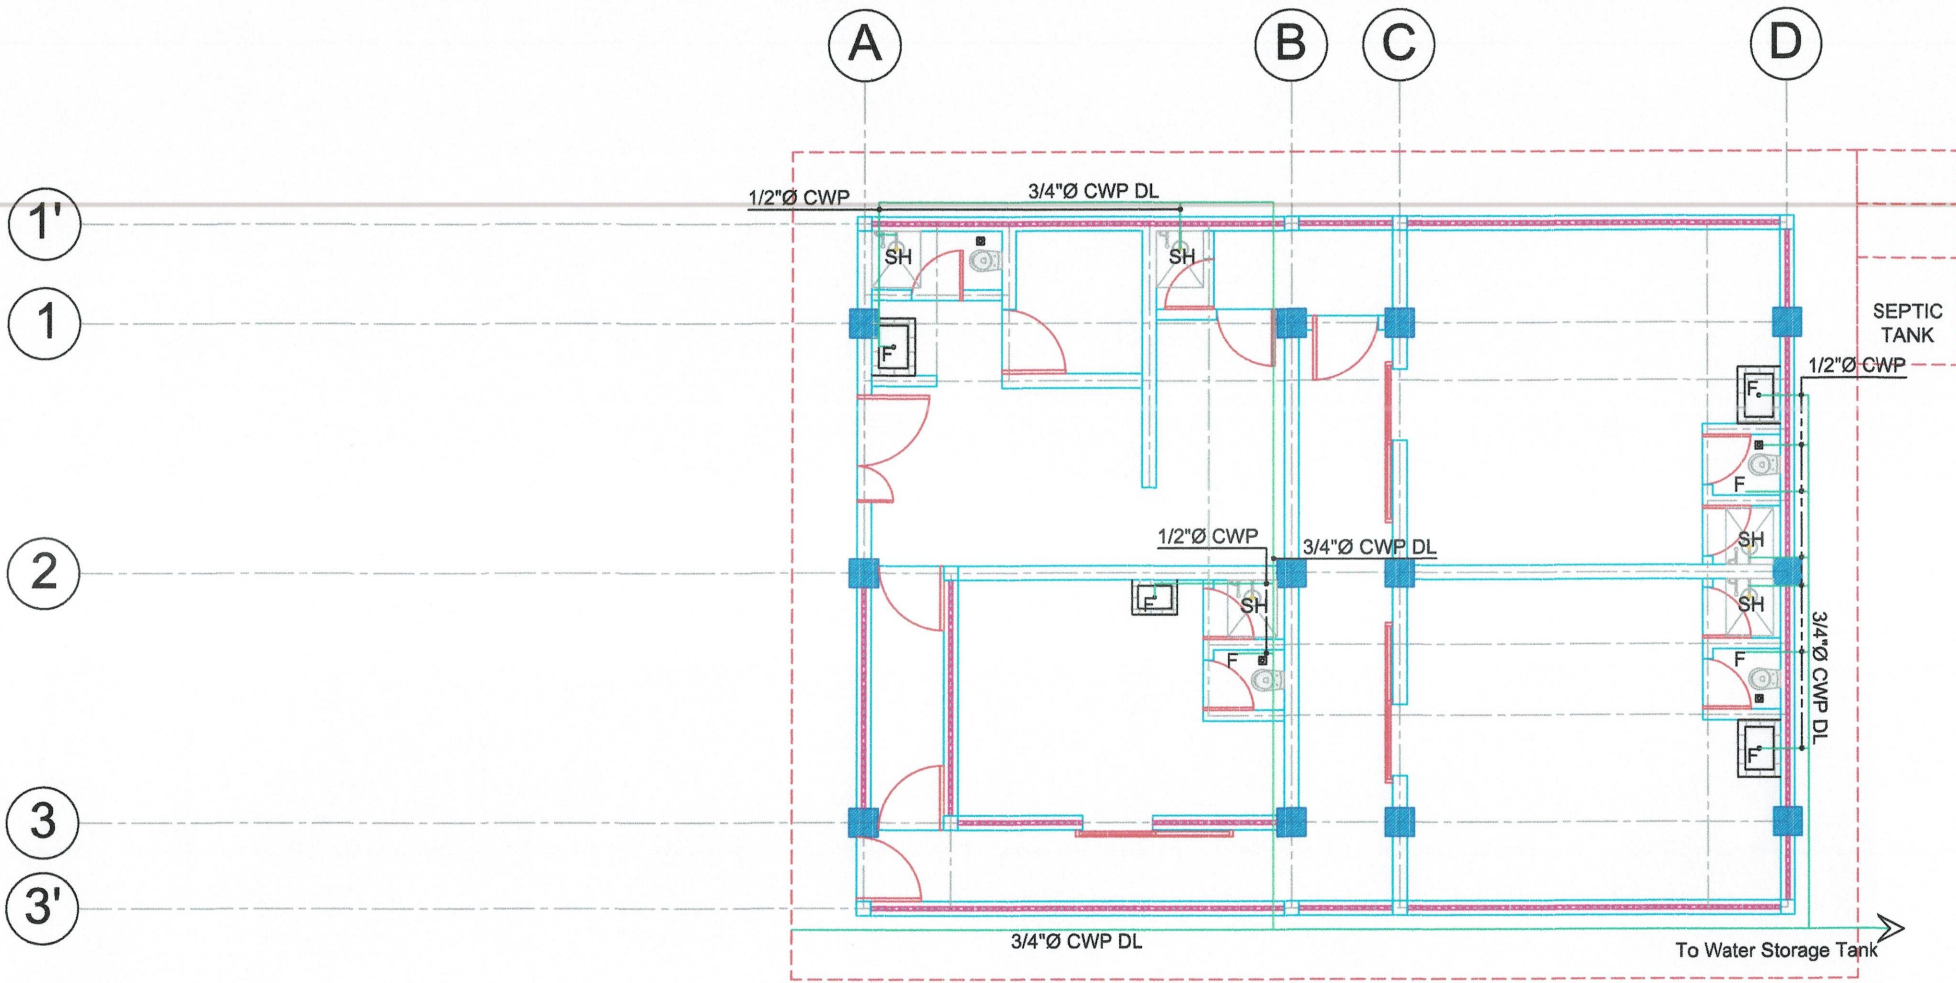 A
B
C
D
1/2"Ø CWP
3/4"Ø CWP DL
1'
SH
SH
1
SEPTIC
TANK
F
1/2"Ø CWP
F
F
1/2"Ø CWP
3/4"Ø CWP DL
SH
2
F
SH
SH
3/4"Ø CWP DL
F
F
F
3
3'
3/4"Ø CWP DL
To Water Storage Tank